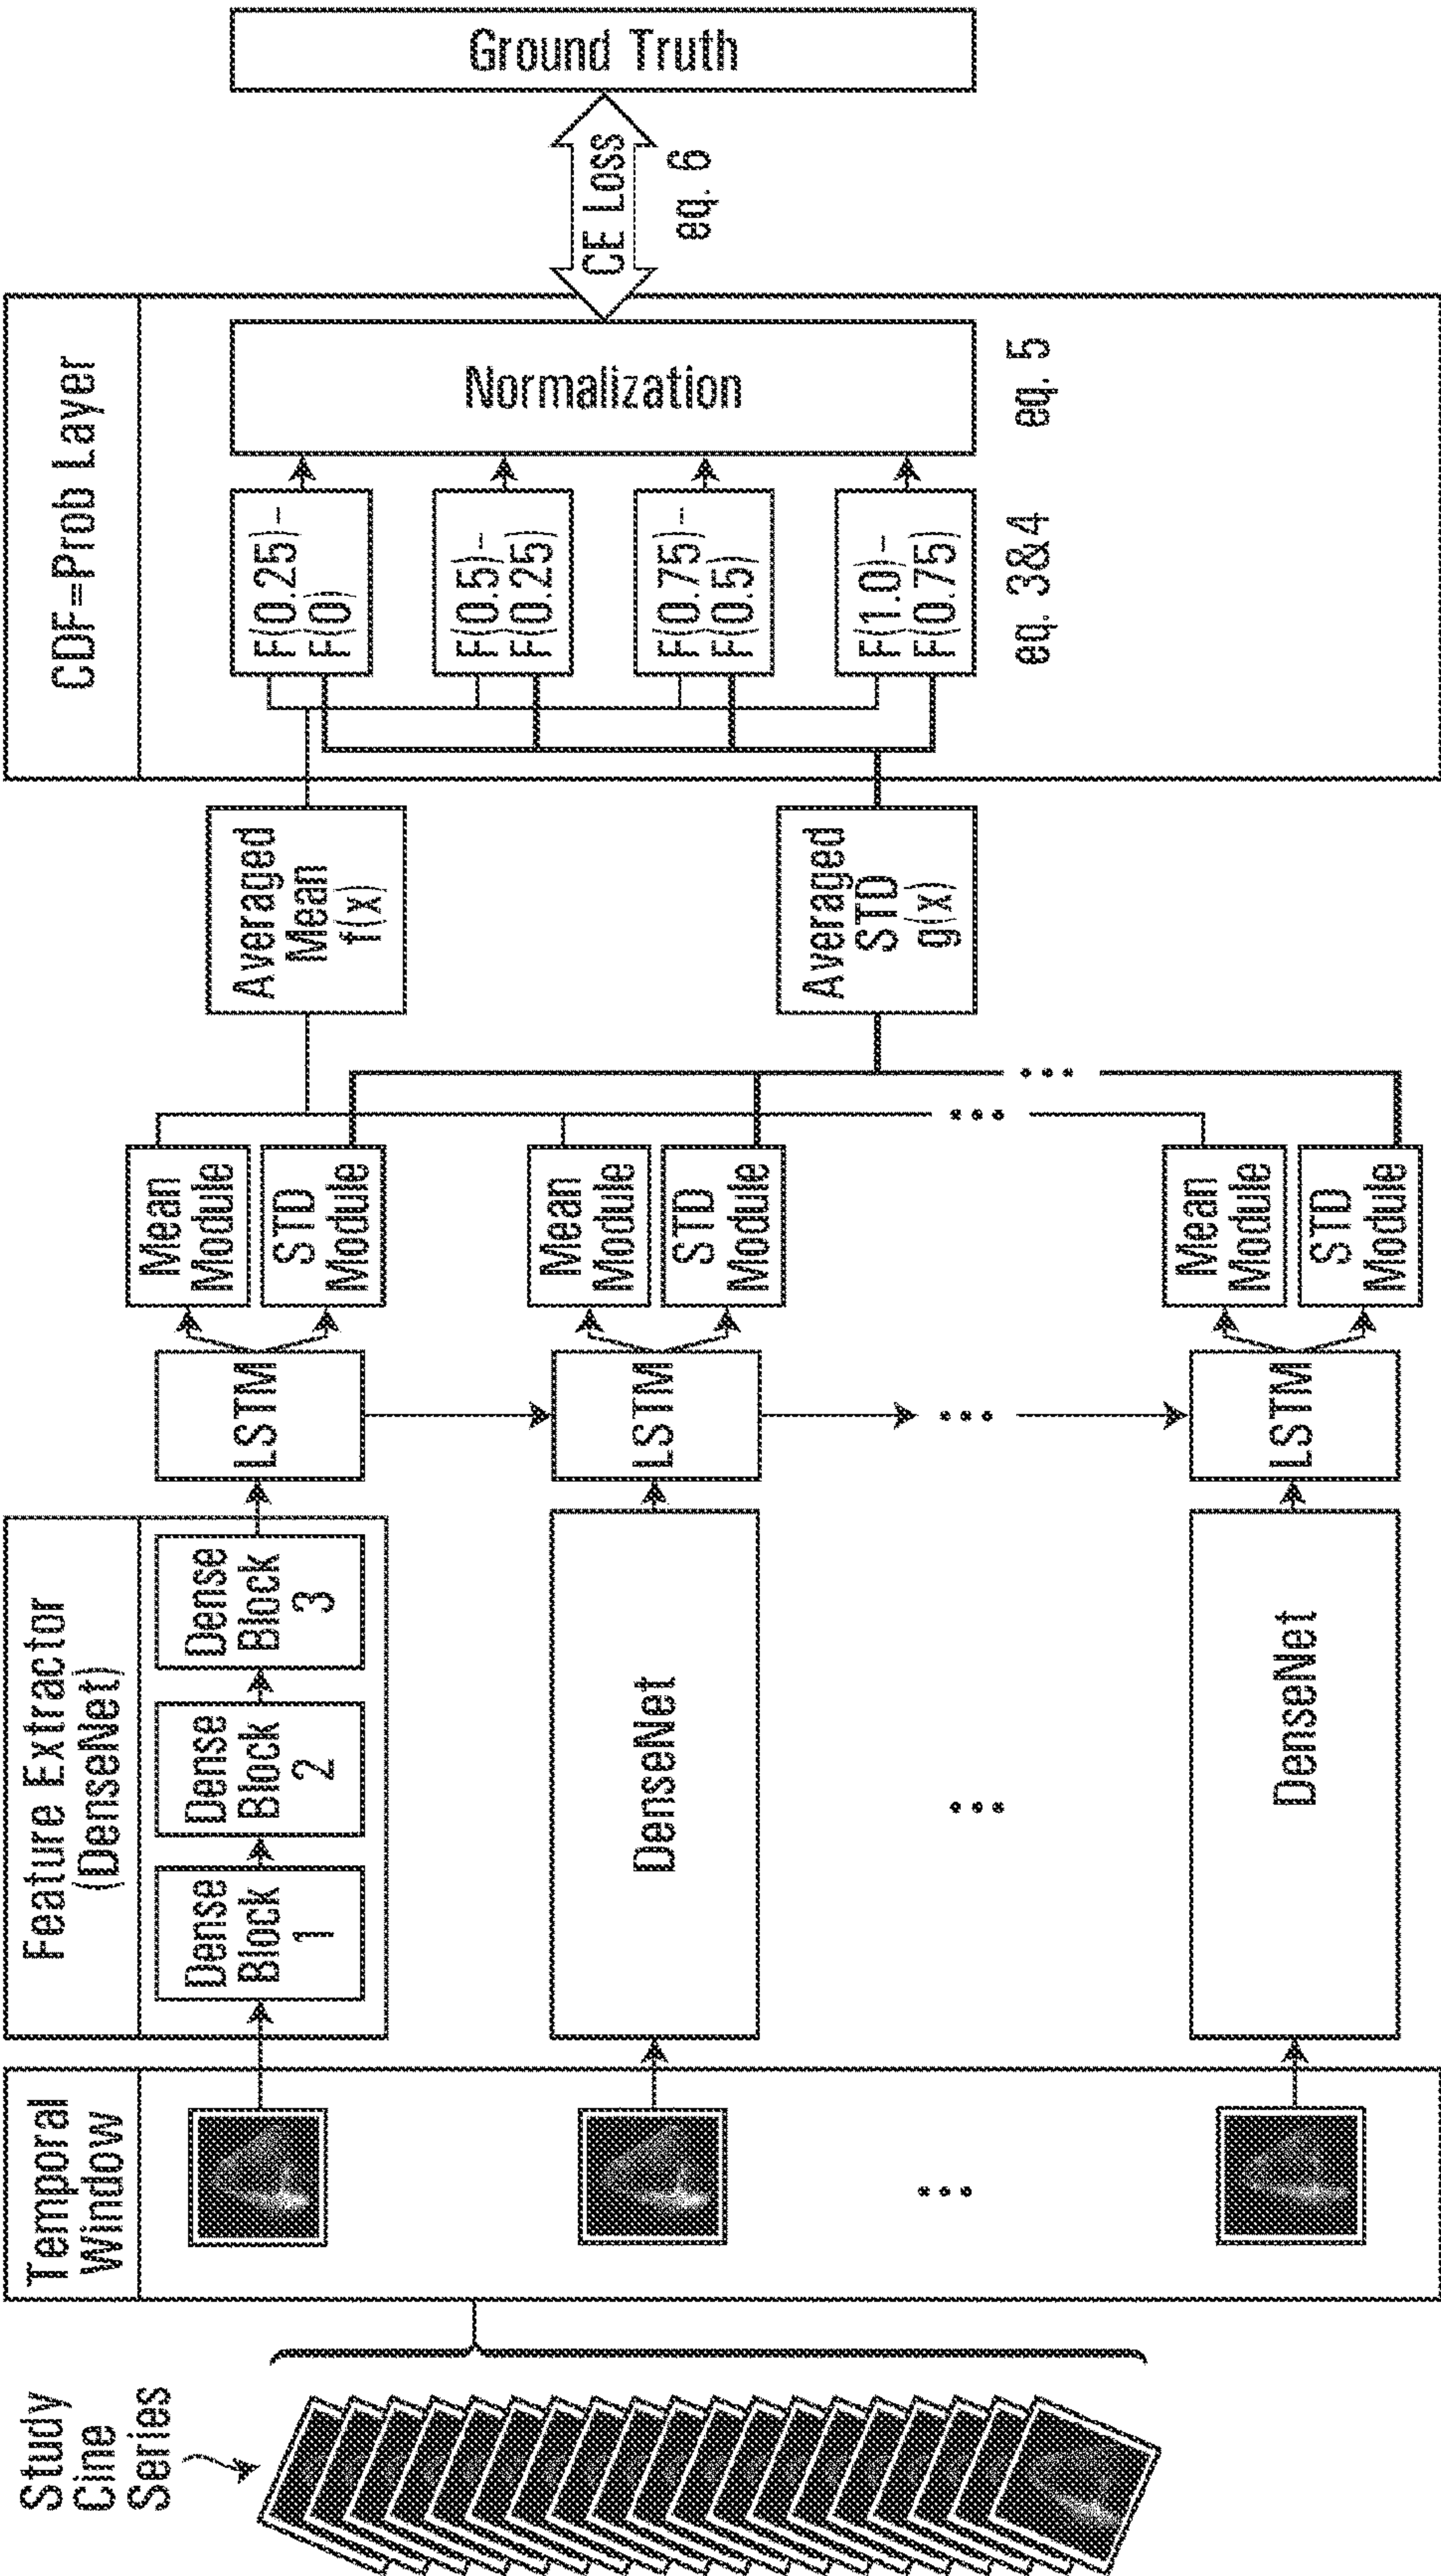 Study
Cine
Series
Temporal
Window
Feature Extractor
(DenseNet)
Dense
Block
1
Dense
Block
2
Dense
Block
3
LSTM
Mean
Module
STD
Module
DenseNet
LSTM
Mean
Module
STD
Module
...
...
...
...
...
DenseNet
LSTM
Mean
Module
STD
Module
Averaged
Mean
f(x)
Averaged
STD
g(x)
CDF=Prob Layer
F(0.25)-
F(0)
F(0.5)-
F(0.25)
F(0.75)-
F(0.5)
F(1.0)-
F(0.75)
eq. 3&4
Normalization
eq. 5
CE Loss
eq. 6
Ground Truth